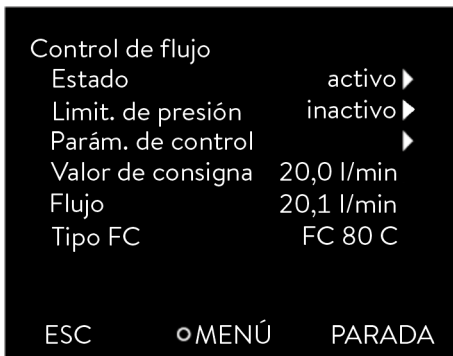 Control de flujo
Estado activo
Limit. de presión inactivo
Parám. de control
Valor de consigna 20,0 l/min
Flujo 20,1 l/min
Tipo FC FC 80 C
ESC MENÚ PARADA